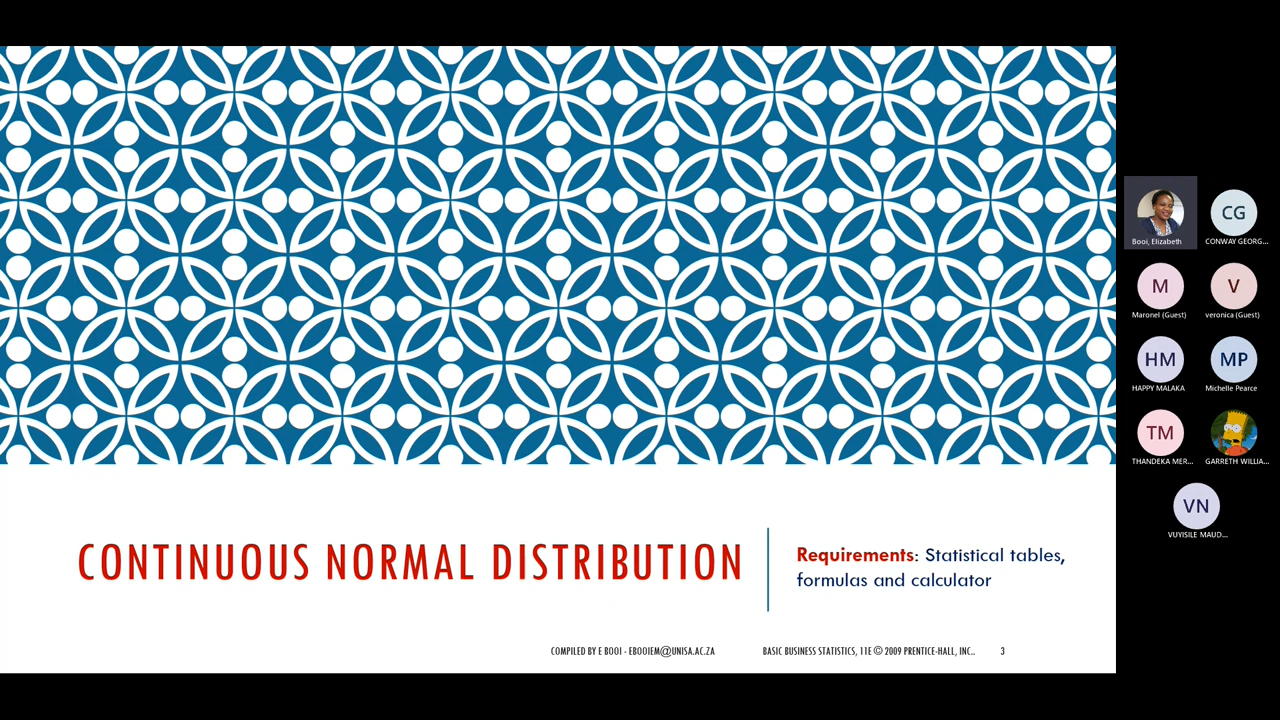 CONTINUOUS NORMAL DISTRIBUTION
Requirements: Statistical tables,
formulas and calculator
COMPILED BY E BOOI - EBOOIEM@UNISA.AC.ZA
BASIC BUSINESS STATISTICS, 11E © 2009 PRENTICE-HALL, INC..
3
Booi, Elizabeth
CG
CONWAY GEORG...
M
Maronel (Guest)
V
veronica (Guest)
HM
HAPPY MALAKA
MP
Michelle Pearce
TM
THANDEKA MER...
GARRETH WILLIA...
VN
VUYISILE MAUD...